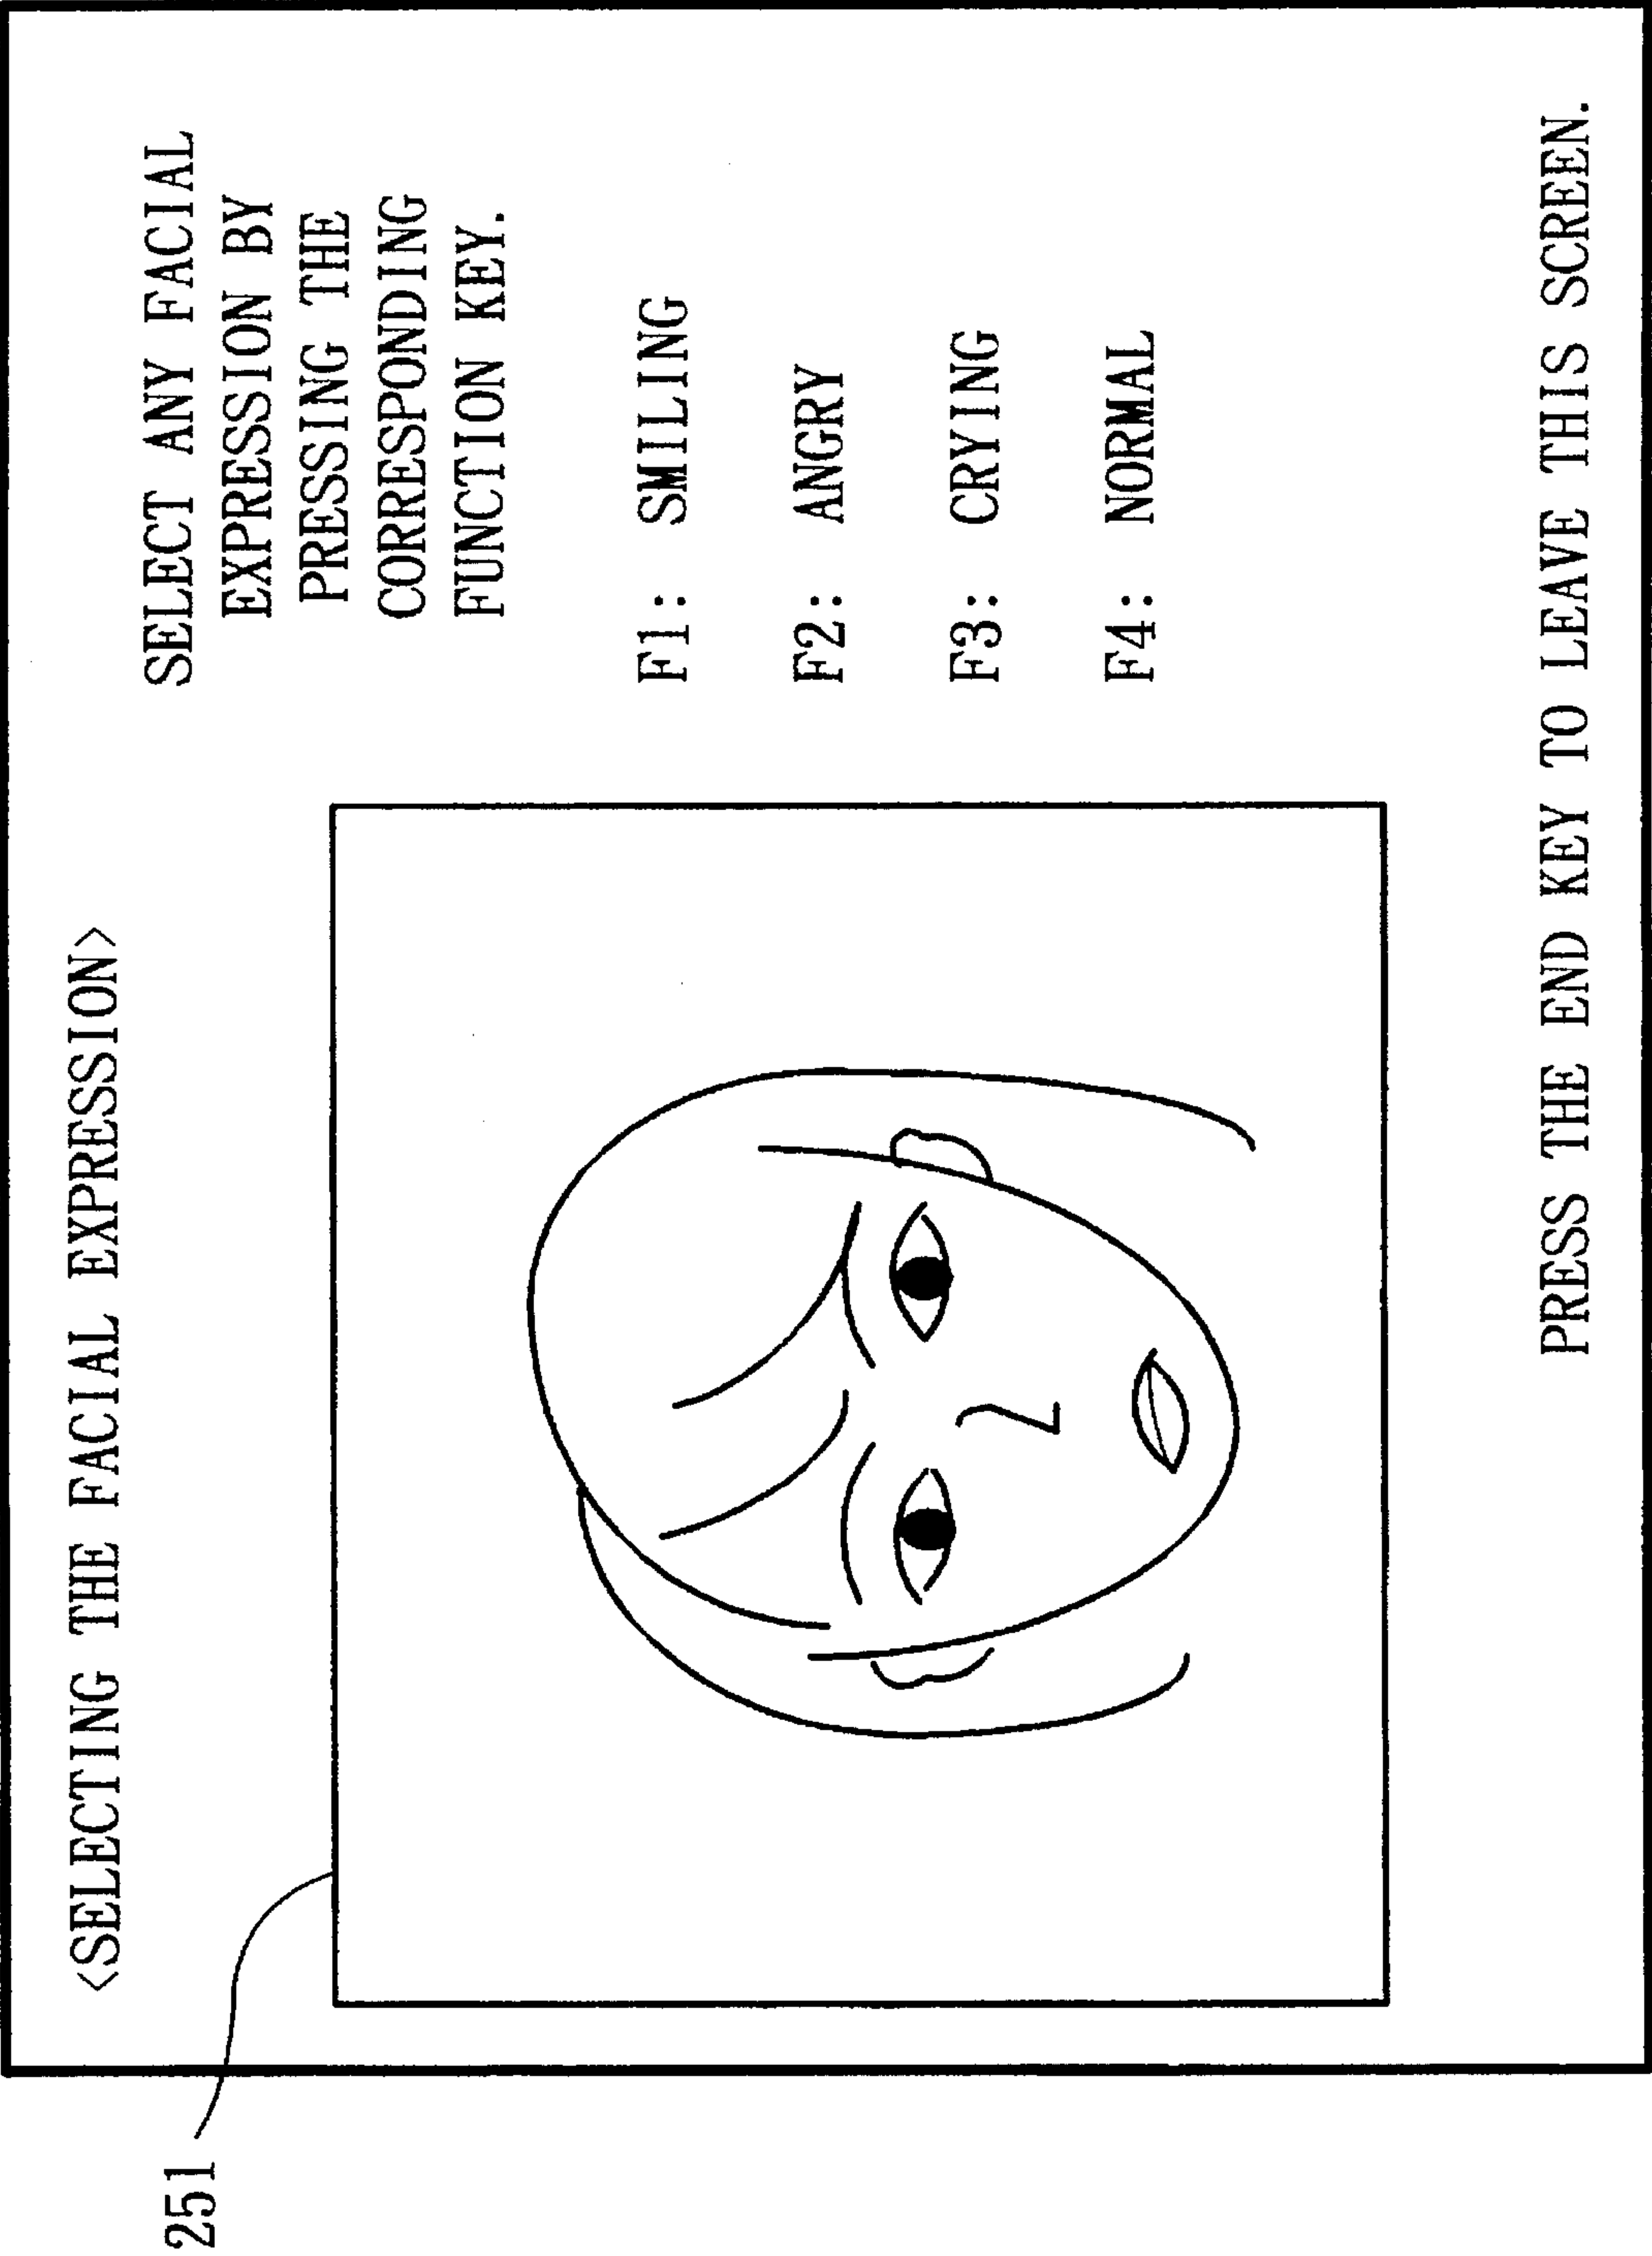 <SELECTING THE FACIAL EXPRESSION>
SELECT ANY FACIAL
EXPRESSION BY
PRESSING THE
CORRESPONDING
FUNCTION KEY.
F1: SMILING
F2: ANGRY
F3: CRYING
F4: NORMAL
PRESS THE END KEY TO LEAVE THIS SCREEN.
251